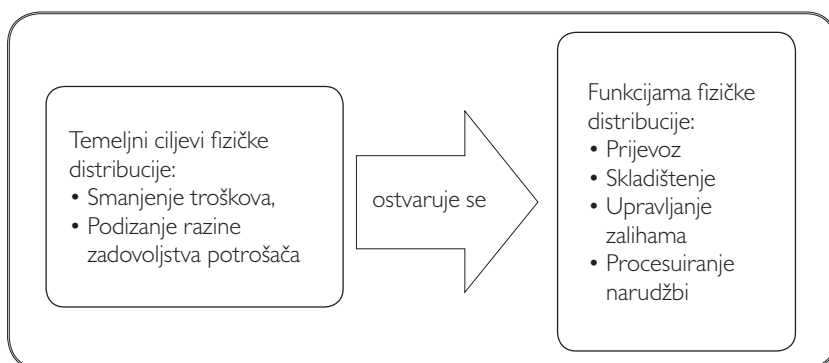 Temeljni ciljevi fizičke
distribucije:
• Smanjenje troškova,
• Podizanje razine
zadovoljstva potrošača
ostvaruje se
Funkcijama fizičke
distribucije:
• Prijevoz
• Skladištenje
• Upravljanje
zalihama
• Procesuiranje
narudžbi